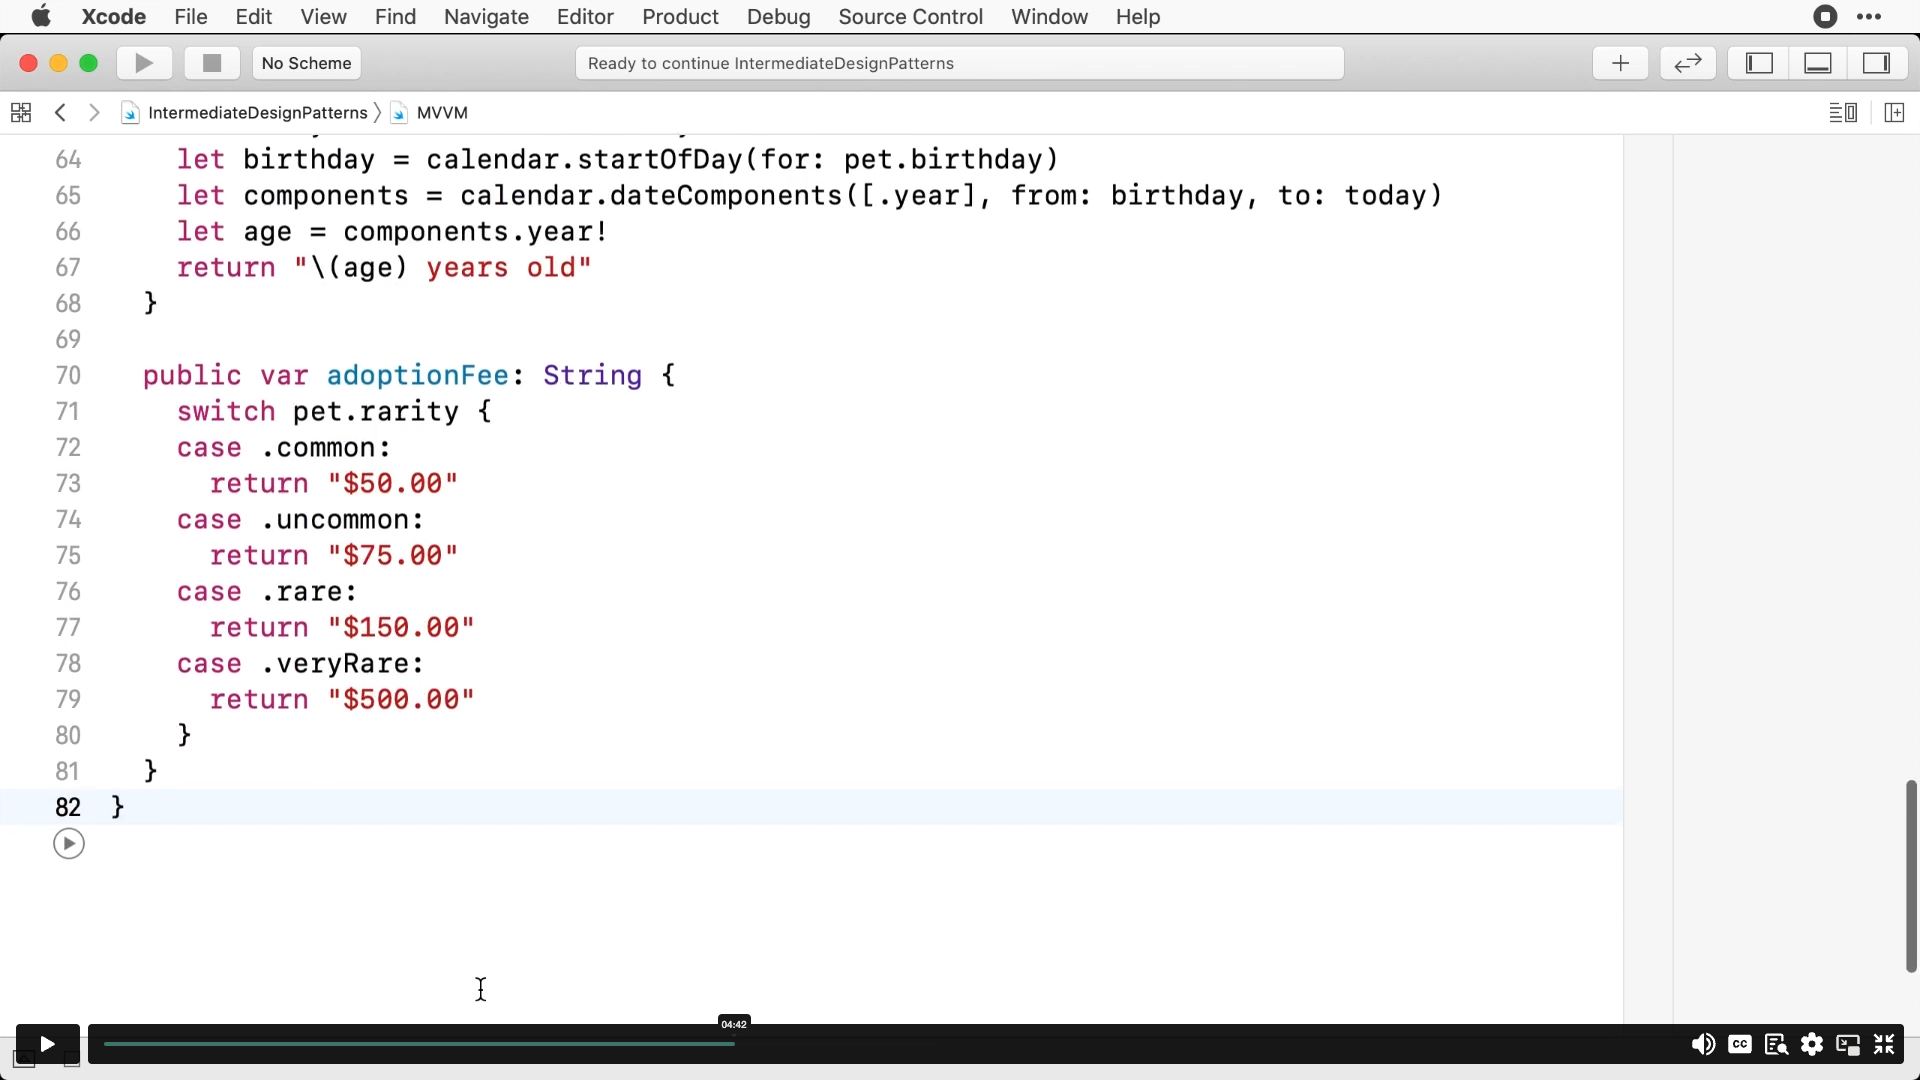 Xcode File Edit View Find Navigate Editor Product Debug Source Control Window Help
No Scheme
Ready to continue IntermediateDesignPatterns
IntermediateDesignPatterns 〉 MVVM
64 let birthday = calendar.startOfDay(for: pet.birthday)
65 let components = calendar.dateComponents([.year], from: birthday, to: today)
66 let age = components.year!
67 return "\(age) years old"
68 }
69
70 public var adoptionFee: String {
71 switch pet.rarity {
72 case .common:
73 return "$50.00"
74 case .uncommon:
75 return "$75.00"
76 case .rare:
77 return "$150.00"
78 case .veryRare:
79 return "$500.00"
80 }
81 }
82 }
04:42
CC